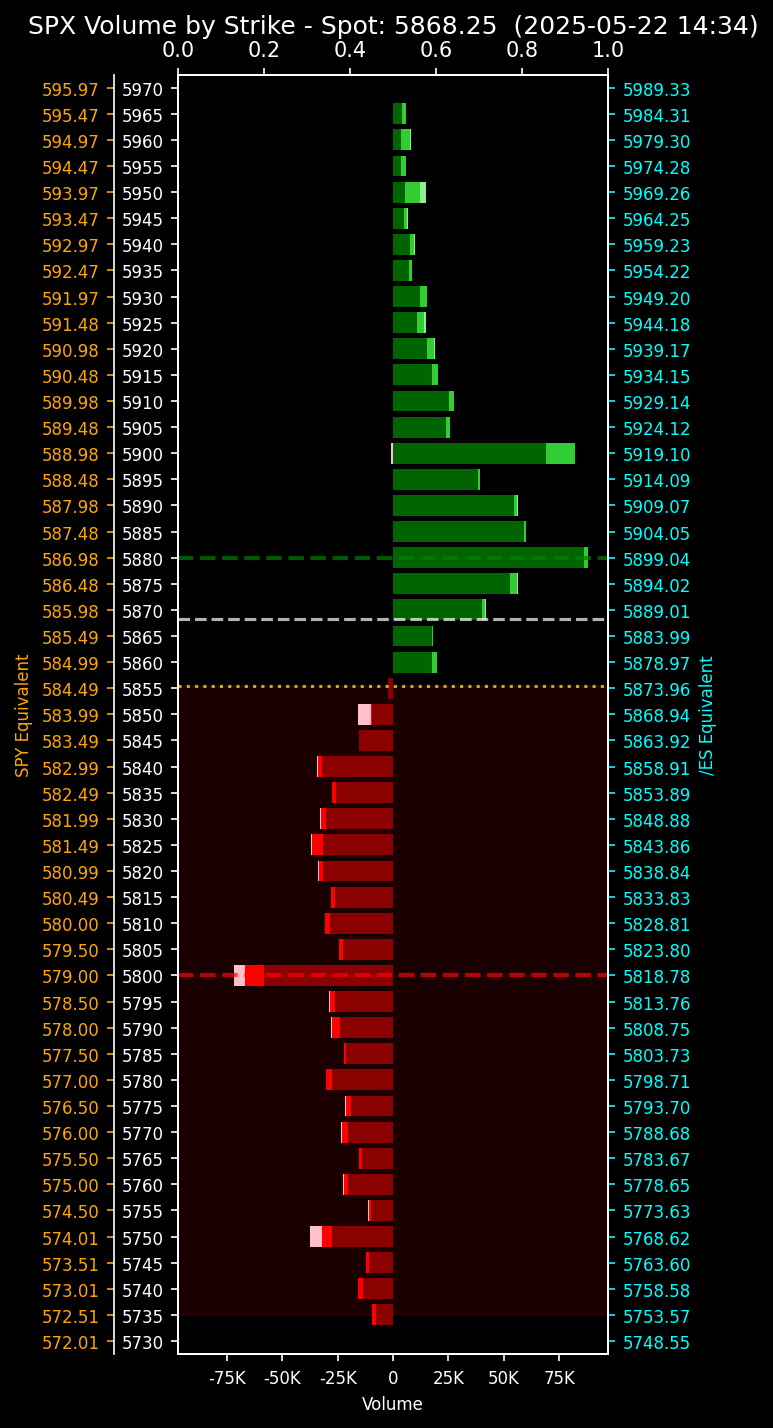 SPX Volume by Strike - Spot: 5868.25 (2025-05-22 14:34)
0.0 0.2 0.4 0.6 0.8 1.0
595.97 5970 5989.33
595.47 5965 5984.31
594.97 5960 5979.30
594.47 5955 5974.28
593.97 5950 5969.26
593.47 5945 5964.25
592.97 5940 5959.23
592.47 5935 5954.22
591.97 5930 5949.20
591.48 5925 5944.18
590.98 5920 5939.17
590.48 5915 5934.15
589.98 5910 5929.14
589.48 5905 5924.12
588.98 5900 5919.10
588.48 5895 5914.09
587.98 5890 5909.07
587.48 5885 5904.05
586.98 5880 5899.04
586.48 5875 5894.02
585.98 5870 5889.01
585.49 5865 5883.99
584.99 5860 5878.97
584.49 5855 5873.96
583.99 5850 5868.94
583.49 5845 5863.92
582.99 5840 5858.91
582.49 5835 5853.89
581.99 5830 5848.88
581.49 5825 5843.86
580.99 5820 5838.84
580.49 5815 5833.83
580.00 5810 5828.81
579.50 5805 5823.80
579.00 5800 5818.78
578.50 5795 5813.76
578.00 5790 5808.75
577.50 5785 5803.73
577.00 5780 5798.71
576.50 5775 5793.70
576.00 5770 5788.68
575.50 5765 5783.67
575.00 5760 5778.65
574.50 5755 5773.63
574.01 5750 5768.62
573.51 5745 5763.60
573.01 5740 5758.58
572.51 5735 5753.57
572.01 5730 5748.55
SPY Equivalent
/ES Equivalent
-75K -50K -25K 0 25K 50K 75K
Volume